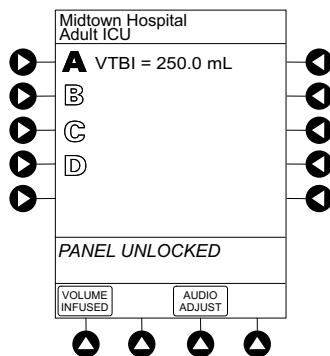 Midtown Hospital
Adult ICU
A VTBI = 250.0 mL
B
C
D
PANEL UNLOCKED
VOLUME INFUSED
AUDIO ADJUST